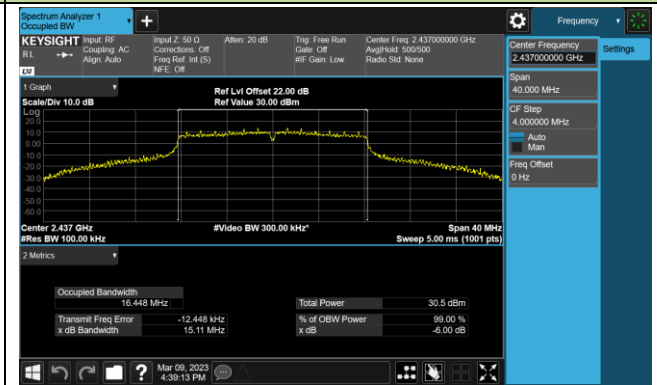 Spectrum Analyzer 1
Occupied BW
Frequency
KEYSIGHT
Input: RF
Coupling: AC
Align: Auto
Input Z: 50 Ω
Corrections: Off
Freq Ref: Int (S)
NFE: Off
Atten: 20 dB
Trig: Free Run
Gate: Off
#IF Gain: Low
Center Freq: 2.437000000 GHz
Avg|Hold: 500/500
Radio Std: None
RL
LXI
Center Frequency
2.437000000 GHz
Settings
Span
40.000 MHz
CF Step
4.000000 MHz
Auto
Man
Freq Offset
0 Hz
1 Graph
Scale/Div 10.0 dB
Ref Lvl Offset 22.00 dB
Ref Value 30.00 dBm
Log
20.0
10.0
0.00
-10.0
-20.0
-30.0
-40.0
-50.0
-60.0
Center 2.437 GHz
#Res BW 100.00 kHz
#Video BW 300.00 kHz*
Span 40 MHz
Sweep 5.00 ms (1001 pts)
2 Metrics
Occupied Bandwidth
16.448 MHz
Total Power 30.5 dBm
Transmit Freq Error -12.448 kHz
% of OBW Power 99.00 %
x dB Bandwidth 15.11 MHz
x dB -6.00 dB
Mar 09, 2023
4:39:13 PM